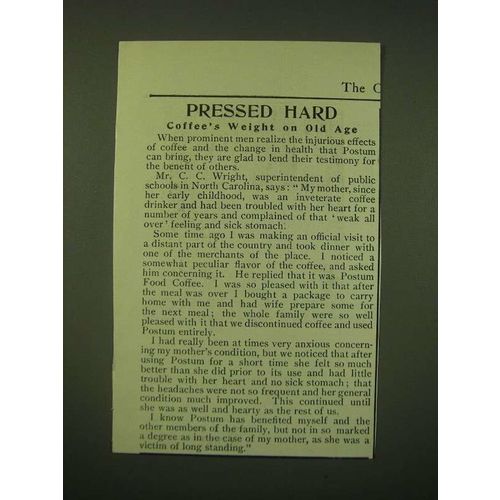 The C
PRESSED HARD
Coffee's Weight on Old Age
When prominent men realize the injurious effects
of coffee and the change in health that Postum
can bring, they are glad to lend their testimony for
the benefit of others.
Mr. C. C. Wright, superintendent of public
schools in North Carolina, says: "My mother, since
her early childhood, was an inveterate coffee
drinker and had been troubled with her heart for a
number of years and complained of that 'weak all
over' feeling and sick stomach.
Some time ago I was making an official visit to
a distant part of the country and took dinner with
one of the merchants of the place. I noticed a
somewhat peculiar flavor of the coffee, and asked
him concerning it. He replied that it was Postum
Food Coffee. I was so pleased with it that after
the meal was over I bought a package to carry
home with me and had wife prepare some for
the next meal; the whole family were so well
pleased with it that we discontinued coffee and used
Postum entirely.
I had really been at times very anxious concern-
ing my mother's condition, but we noticed that after
using Postum for a short time she felt so much
better than she did prior to its use and had little
trouble with her heart and no sick stomach; that
the headaches were not so frequent and her general
condition much improved. This continued until
she was as well and hearty as the rest of us.
I know Postum has benefited myself and the
other members of the family, but not in so marked
a degree as in the case of my mother, as she was a
victim of long standing."